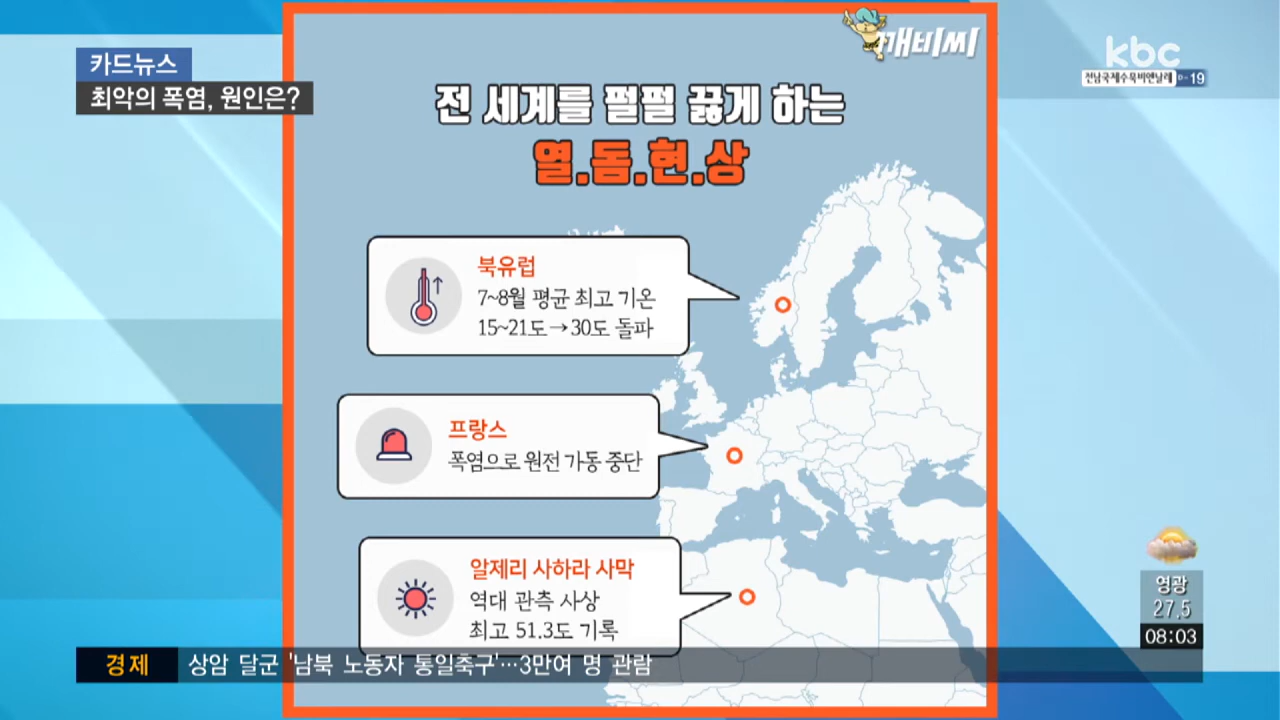 카드뉴스
최악의 폭염, 원인은?
깨비씨
kbc
전남국제수묵비엔날레 D-19
전 세계를 펄펄 끓게 하는
열.돔.현.상
북유럽
7~8월 평균 최고 기온
15~21도→30도 돌파
프랑스
폭염으로 원전 가동 중단
알제리 사하라 사막
역대 관측 사상
최고 51.3도 기록
영광
27.5
08:03
경제 상암 달군 '남북 노동자 통일축구'…3만여 명 관람